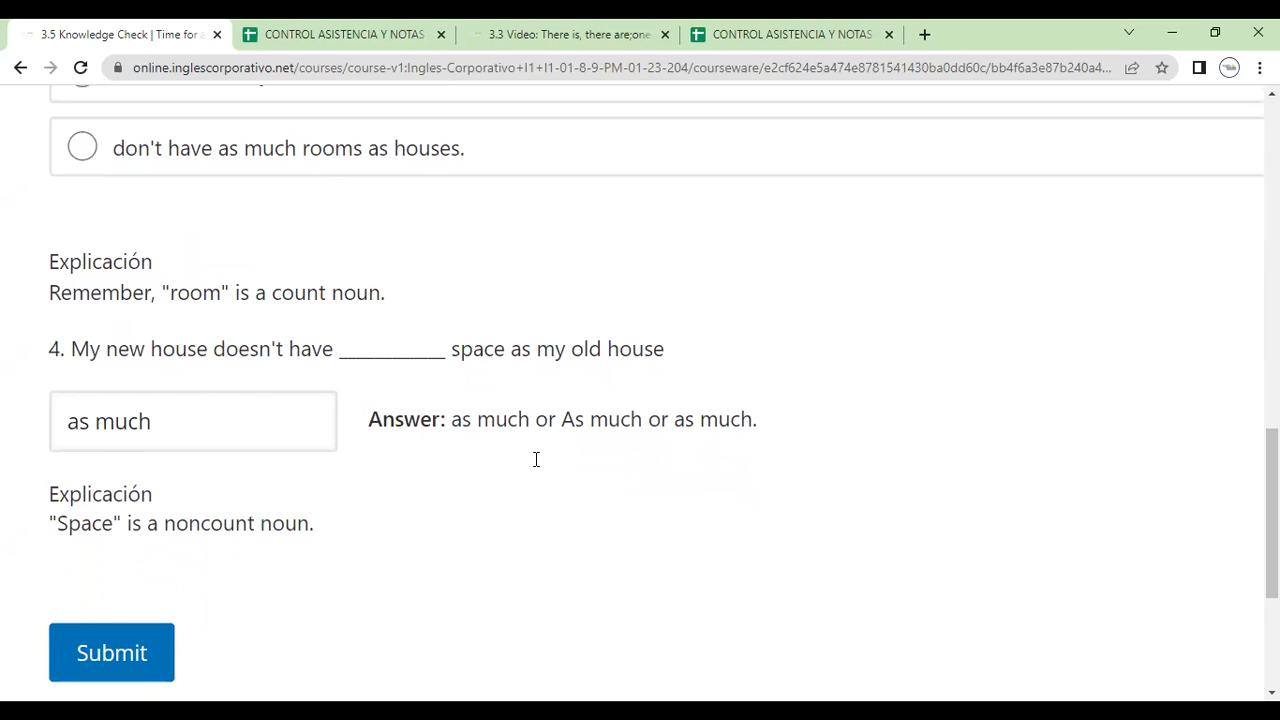 3.5 Knowledge Check | Time for a
CONTROL ASISTENCIA Y NOTAS
3.3 Video: There is, there are;one
CONTROL ASISTENCIA Y NOTAS
online.inglescorporativo.net/courses/course-v1:Ingles-Corporativo+I1+I1-01-8-9-PM-01-23-204/courseware/e2cf624e5a474e8781541430ba0dd60c/bb4f6a3e87b240a4...
don't have as much rooms as houses.
Explicación
Remember, "room" is a count noun.
4. My new house doesn't have ___________ space as my old house
as much
Answer: as much or As much or as much.
Explicación
"Space" is a noncount noun.
Submit